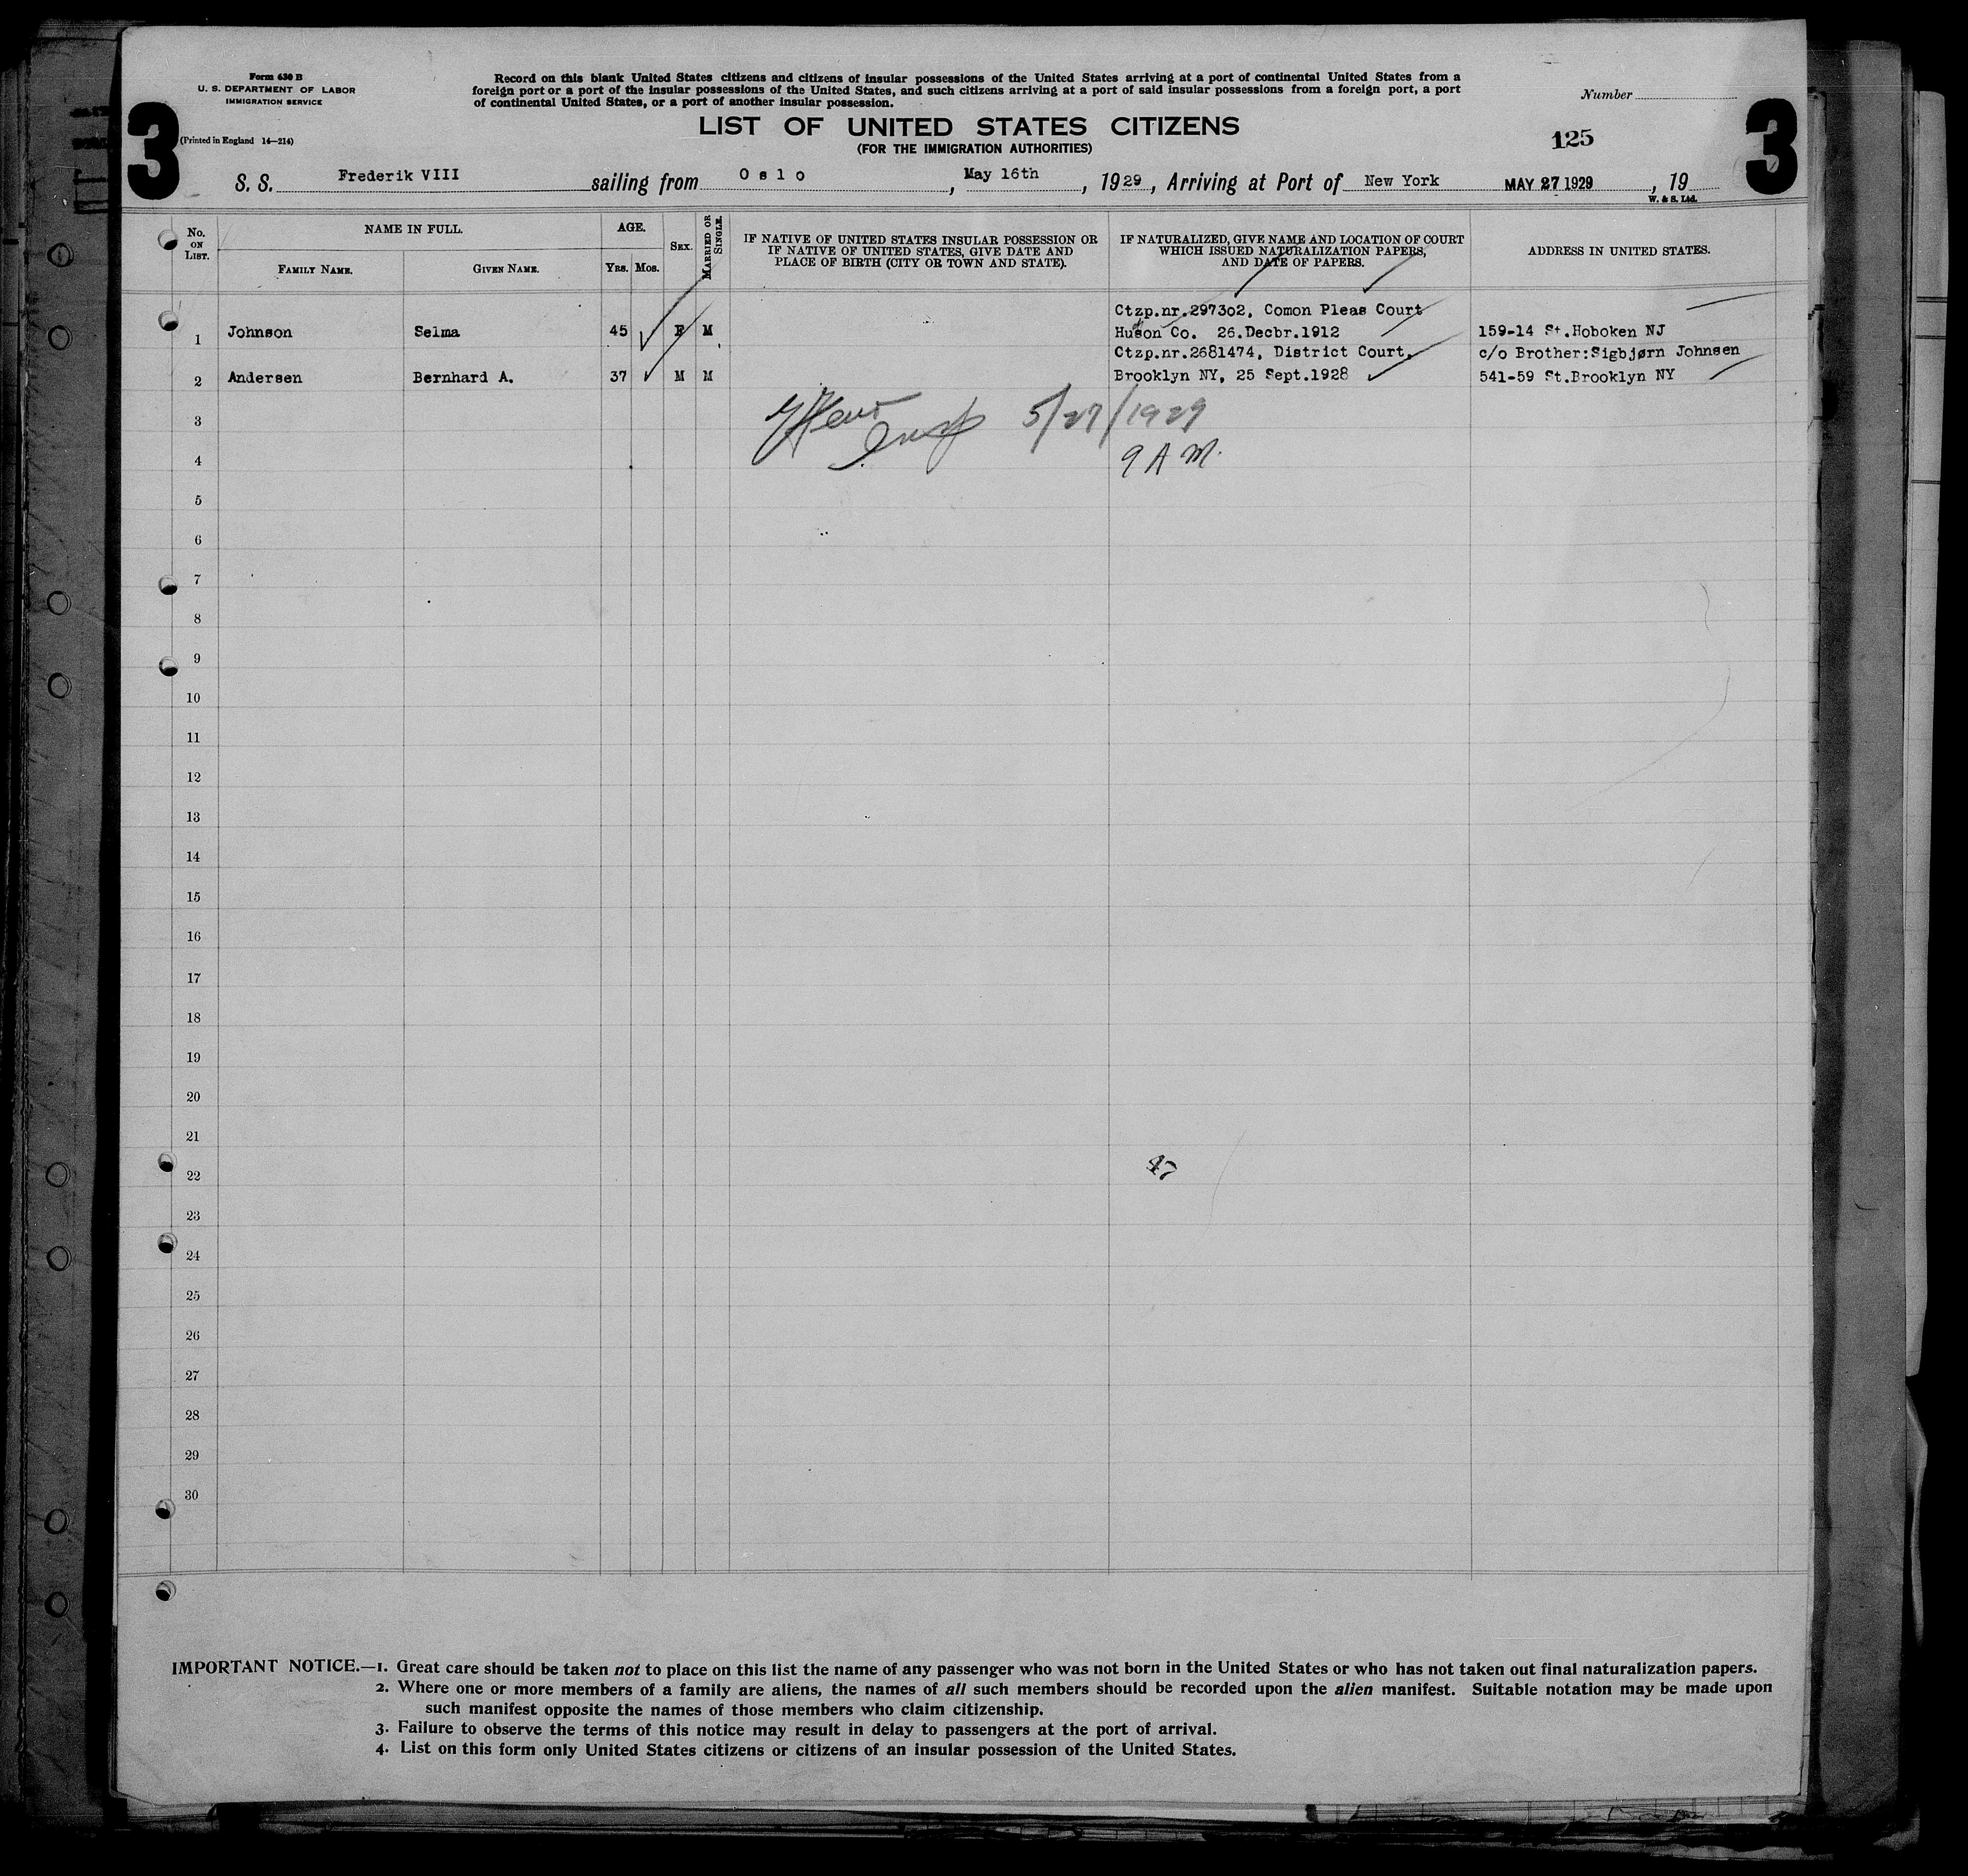 Form 630 B
U. S. DEPARTMENT OF LABOR
IMMIGRATION SERVICE
(Printed in England 14—214)
3
Record on this blank United States citizens and citizens of insular possessions of the United States arriving at a port of continental United States from a
foreign port or a port of the insular possessions of the United States, and such citizens arriving at a port of said insular possessions from a foreign port, a port
of continental United States, or a port of another insular possession.
LIST OF UNITED STATES CITIZENS
(FOR THE IMMIGRATION AUTHORITIES)
Number
125
3
S. S. Frederik VIII sailing from Oslo, May 16th, 1929, Arriving at Port of New York MAY 27 1929, 19
W. & S. Ltd.
No. ON LIST.
NAME IN FULL.
FAMILY NAME.
GIVEN NAME.
AGE.
Yrs. Mos.
SEX.
MARRIED OR SINGLE.
IF NATIVE OF UNITED STATES INSULAR POSSESSION OR
IF NATIVE OF UNITED STATES, GIVE DATE AND
PLACE OF BIRTH (CITY OR TOWN AND STATE).
IF NATURALIZED, GIVE NAME AND LOCATION OF COURT
WHICH ISSUED NATURALIZATION PAPERS,
AND DATE OF PAPERS.
ADDRESS IN UNITED STATES.
Ctzp.nr.297302, Comon Pleas Court
1 Johnson Selma 45 F M Huson Co. 26.Decbr.1912 159-14 St.Hoboken NJ
Ctzp.nr.2681474, District Court, c/o Brother:Sigbjørn Johnsen
2 Andersen Bernhard A. 37 M M Brooklyn NY, 25 Sept.1928 541-59 St.Brooklyn NY
3 5/27/1929
4 9 A M.
5
6
7
8
9
10
11
12
13
14
15
16
17
18
19
20
21
22 47
23
24
25
26
27
28
29
30
IMPORTANT NOTICE.—1. Great care should be taken not to place on this list the name of any passenger who was not born in the United States or who has not taken out final naturalization papers.
2. Where one or more members of a family are aliens, the names of all such members should be recorded upon the alien manifest. Suitable notation may be made upon
such manifest opposite the names of those members who claim citizenship.
3. Failure to observe the terms of this notice may result in delay to passengers at the port of arrival.
4. List on this form only United States citizens or citizens of an insular possession of the United States.